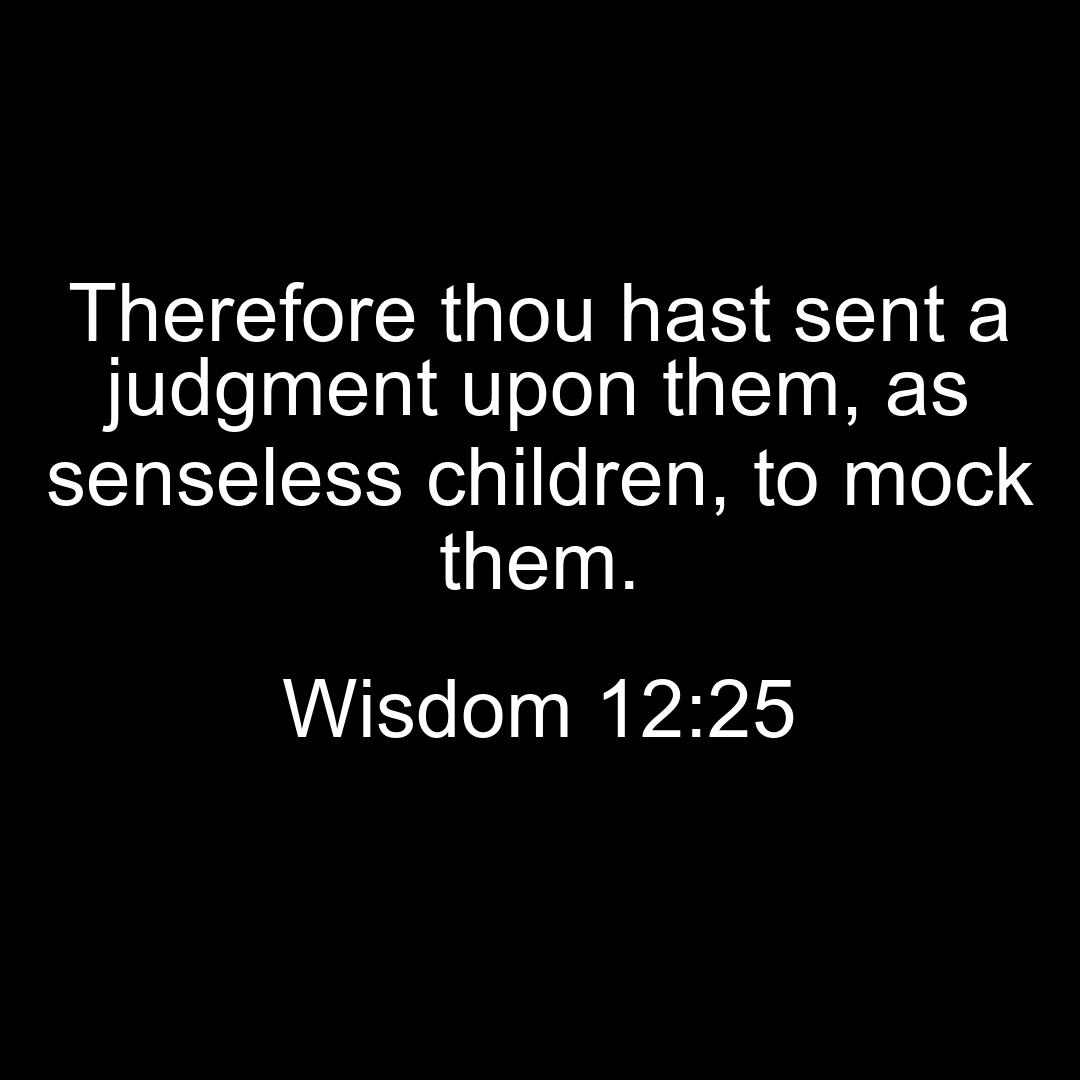 Therefore thou hast sent a
judgment upon them, as
senseless children, to mock
them.
Wisdom 12:25